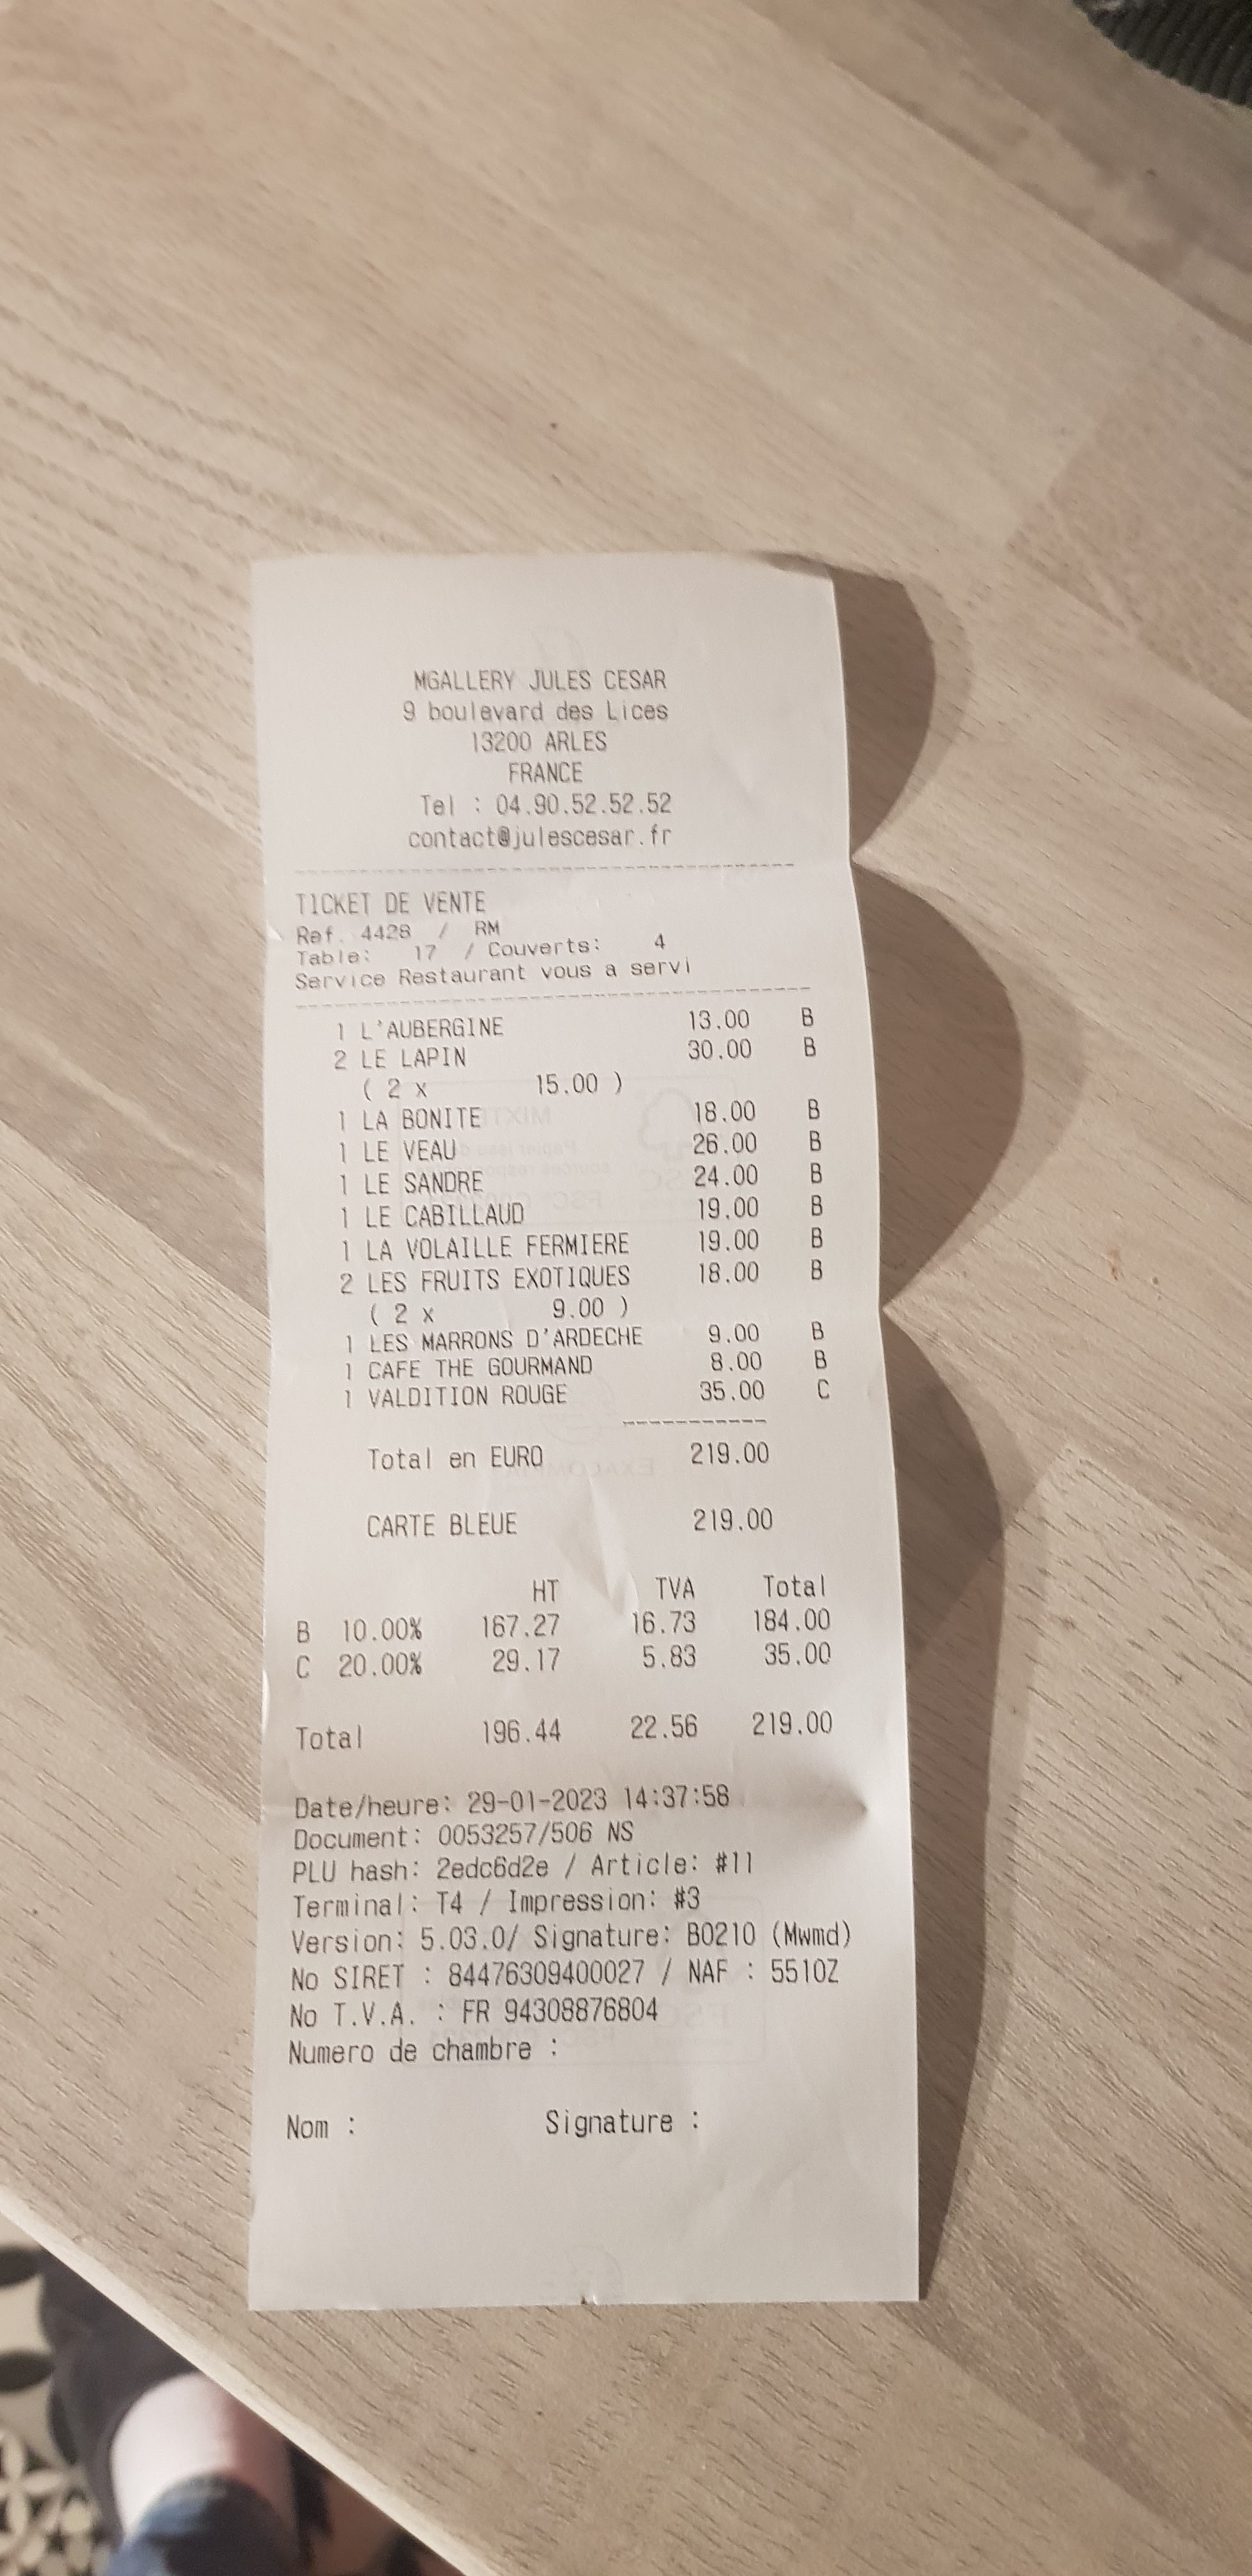 MGALLERY JULES CESAR
9 boulevard des Lices
13200 ARLES
FRANCE
Tel : 04.90.52.52.52
contact@julescesar.fr
TICKET DE VENTE
Ref. 4428 / RM
Table: 17 / Couverts: 4
Service Restaurant vous a servi
1 L'AUBERGINE 13.00 B
2 LE LAPIN 30.00 B
( 2 x 15.00 )
1 LA BONITE 18.00 B
1 LE VEAU 26.00 B
1 LE SANDRE 24.00 B
1 LE CABILLAUD 19.00 B
1 LA VOLAILLE FERMIERE 19.00 B
2 LES FRUITS EXOTIQUES 18.00 B
( 2 x 9.00 )
1 LES MARRONS D'ARDECHE 9.00 B
1 CAFE THE GOURMAND 8.00 B
1 VALDITION ROUGE 35.00 C
Total en EURO 219.00
CARTE BLEUE 219.00
HT TVA Total
B 10.00% 167.27 16.73 184.00
C 20.00% 29.17 5.83 35.00
Total 196.44 22.56 219.00
Date/heure: 29-01-2023 14:37:58
Document: 0053257/506 NS
PLU hash: 2edc6d2e / Article: #11
Terminal: T4 / Impression: #3
Version: 5.03.0/ Signature: B0210 (Mwmd)
No SIRET : 84476309400027 / NAF : 5510Z
No T.V.A. : FR 94308876804
Numero de chambre :
Nom : Signature :